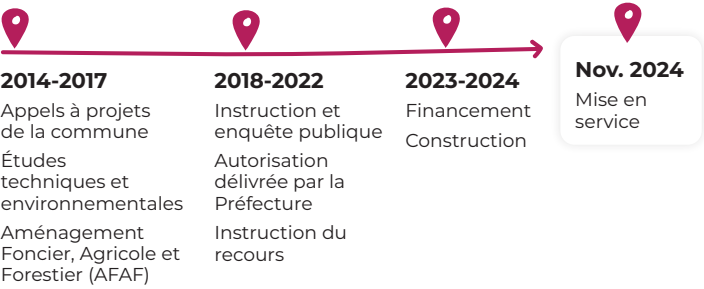 2014-2017
Appels à projets
de la commune
Études
techniques et
environnementales
Aménagement
Foncier, Agricole et
Forestier (AFAF)
2018-2022
Instruction et
enquête publique
Autorisation
délivrée par la
Préfecture
Instruction du
recours
2023-2024
Financement
Construction
Nov. 2024
Mise en
service